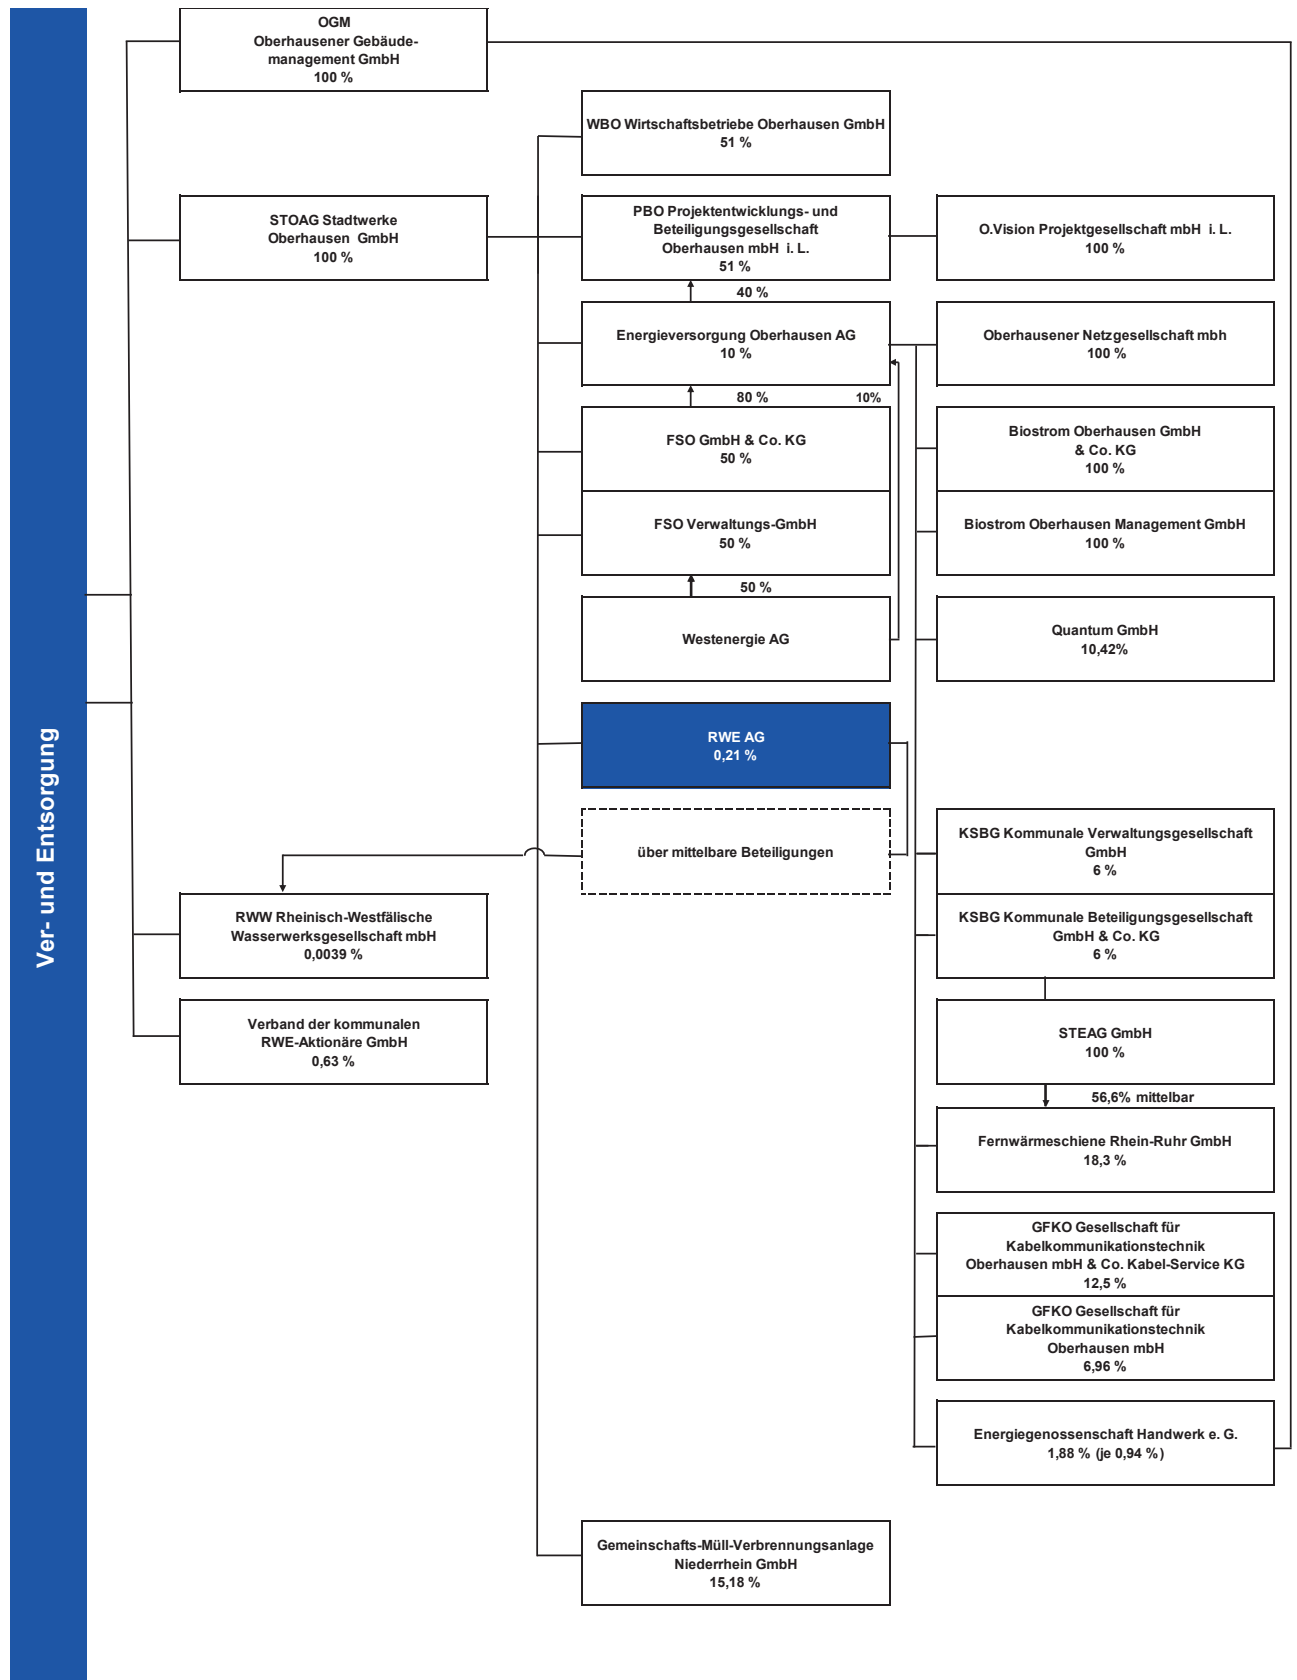 Ver- und Entsorgung
OGM
Oberhausener Gebäude-
management GmbH
100 %
STOAG Stadtwerke
Oberhausen GmbH
100 %
RWW Rheinisch-Westfälische
Wasserwerksgesellschaft mbH
0,0039 %
Verband der kommunalen
RWE-Aktionäre GmbH
0,63 %
WBO Wirtschaftsbetriebe Oberhausen GmbH
51 %
PBO Projektentwicklungs- und
Beteiligungsgesellschaft
Oberhausen mbH i. L.
51 %
40 %
Energieversorgung Oberhausen AG
10 %
80 %
10%
FSO GmbH & Co. KG
50 %
FSO Verwaltungs-GmbH
50 %
50 %
Westenergie AG
RWE AG
0,21 %
über mittelbare Beteiligungen
Gemeinschafts-Müll-Verbrennungsanlage
Niederrhein GmbH
15,18 %
O.Vision Projektgesellschaft mbH i. L.
100 %
Oberhausener Netzgesellschaft mbh
100 %
Biostrom Oberhausen GmbH
& Co. KG
100 %
Biostrom Oberhausen Management GmbH
100 %
Quantum GmbH
10,42%
KSBG Kommunale Verwaltungsgesellschaft
GmbH
6 %
KSBG Kommunale Beteiligungsgesellschaft
GmbH & Co. KG
6 %
STEAG GmbH
100 %
56,6% mittelbar
Fernwärmeschiene Rhein-Ruhr GmbH
18,3 %
GFKO Gesellschaft für
Kabelkommunikationstechnik
Oberhausen mbH & Co. Kabel-Service KG
12,5 %
GFKO Gesellschaft für
Kabelkommunikationstechnik
Oberhausen mbH
6,96 %
Energiegenossenschaft Handwerk e. G.
1,88 % (je 0,94 %)